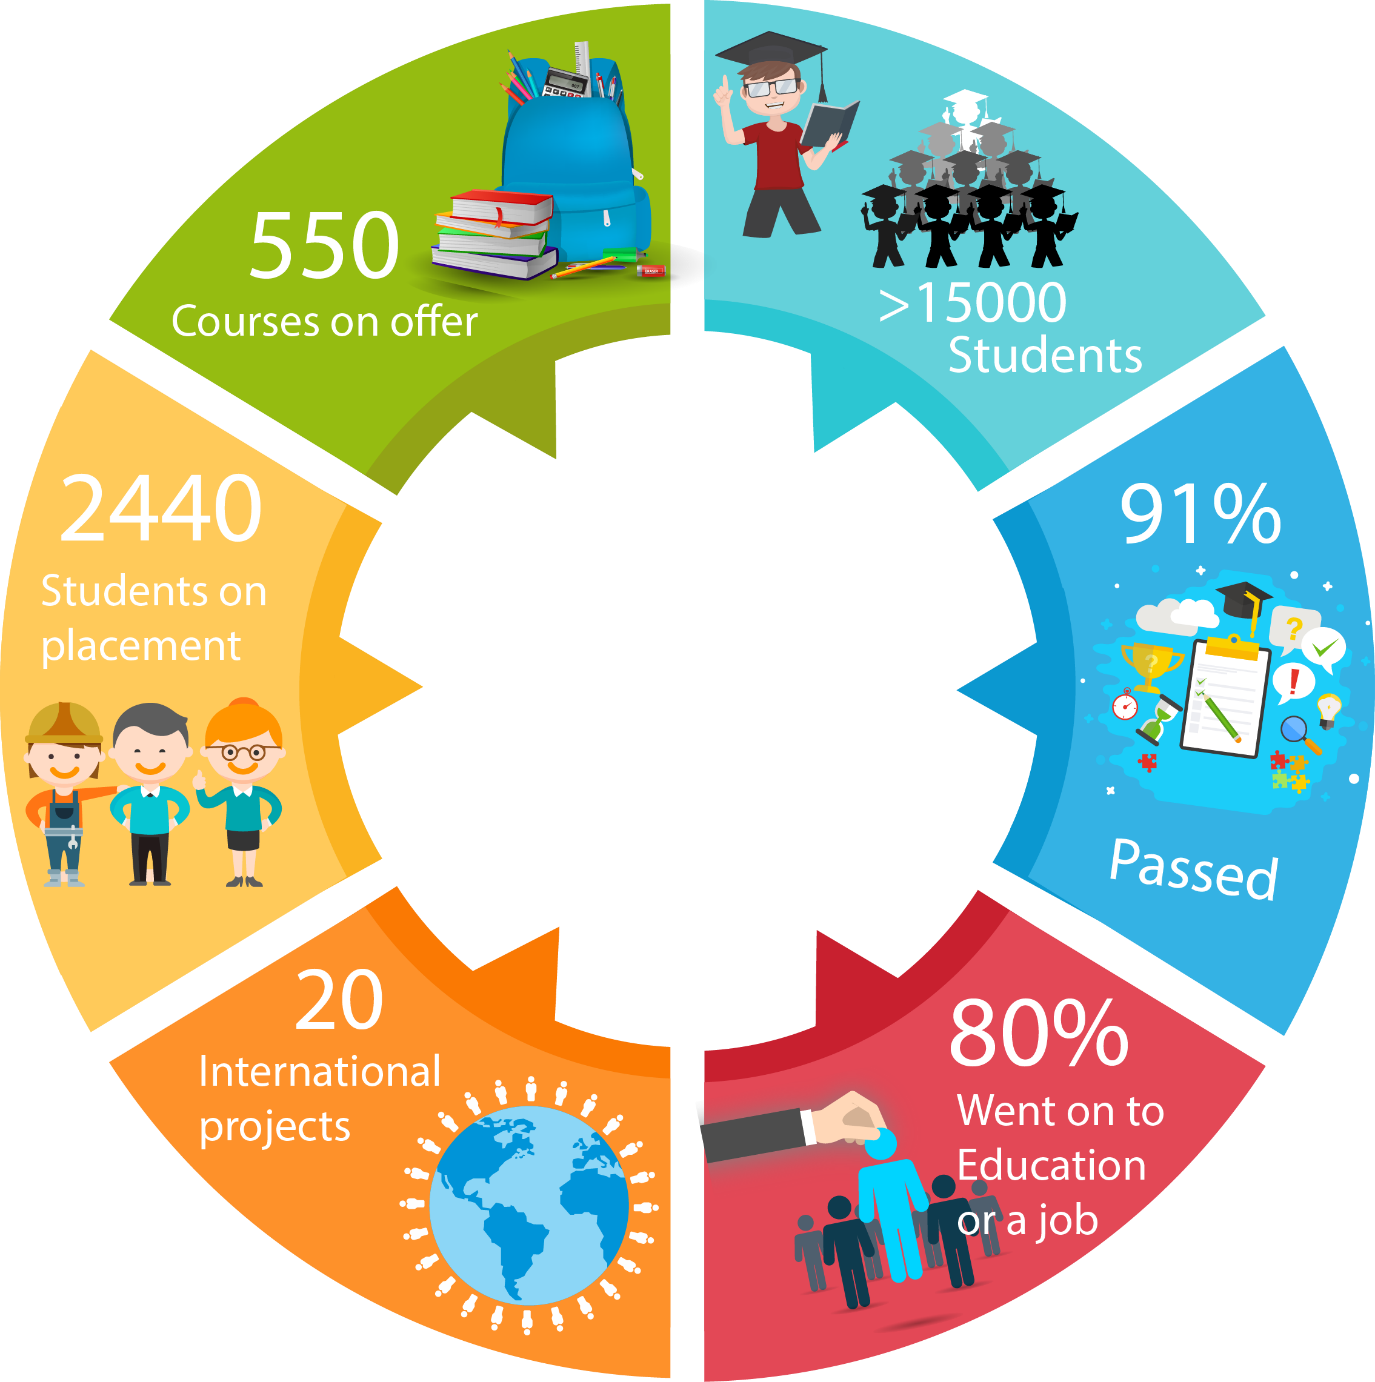 550
Courses on offer
>15000
Students
91%
Passed
80%
Went on to
Education
or a job
20
International
projects
2440
Students on
placement